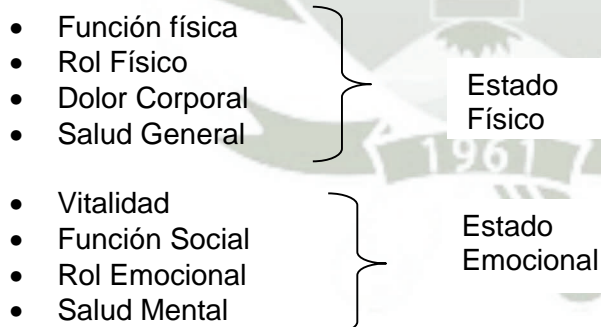 • Función física
• Rol Físico
• Dolor Corporal
• Salud General
Estado
Físico
1961
• Vitalidad
• Función Social
• Rol Emocional
• Salud Mental
Estado
Emocional